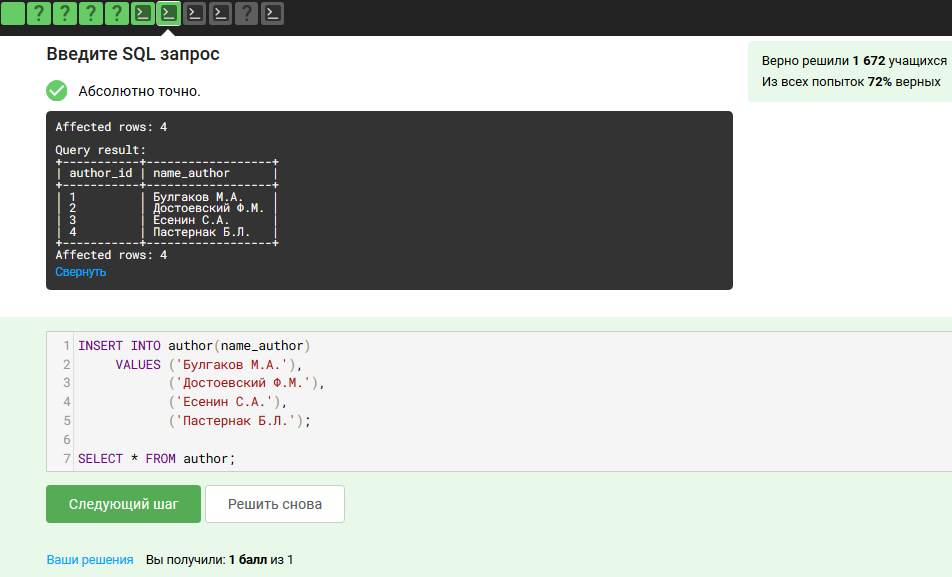 ? ? ? ? >_ >_ >_ >_ ? >_
Введите SQL запрос
Верно решили 1 672 учащихся
Из всех попыток 72% верных
Абсолютно точно.
Affected rows: 4
Query result:
+-----------+-------------------+
| author_id | name_author       |
+-----------+-------------------+
| 1         | Булгаков М.А.     |
| 2         | Достоевский Ф.М.  |
| 3         | Есенин С.А.       |
| 4         | Пастернак Б.Л.    |
+-----------+-------------------+
Affected rows: 4
Свернуть
1 INSERT INTO author(name_author)
2      VALUES ('Булгаков М.А.'),
3             ('Достоевский Ф.М.'),
4             ('Есенин С.А.'),
5             ('Пастернак Б.Л.');
6
7 SELECT * FROM author;
Следующий шаг Решить снова
Ваши решения Вы получили: 1 балл из 1